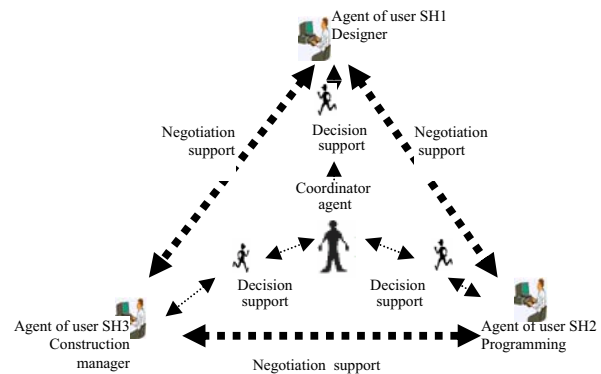 Agent of user SH1
Designer
Negotiation
support
Decision
support
Negotiation
support
Coordinator
agent
Decision
support
Decision
support
Agent of user SH3
Construction
manager
Agent of user SH2
Programming
Negotiation support